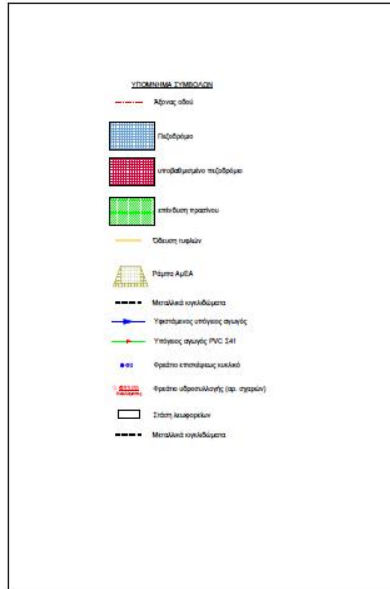 ΥΠΟΜΝΗΜΑ ΣΥΜΒΟΛΩΝ
Άξονας οδού
Πεζοδρόμιο
υποβαθμισμένο πεζοδρόμιο
επένδυση πρασίνου
Όδευση τυφλών
Ράμπα ΑμΕΑ
Μεταλλικά κιγκλιδώματα
Υφιστάμενος υπόγειος αγωγός
Υπόγειος αγωγός PVC Σ41
Φρεάτιο επισκέψεως κυκλικό
Φρεάτιο υδροσυλλογής (αρ. σχαρών)
Στάση λεωφορείων
Μεταλλικά κιγκλιδώματα